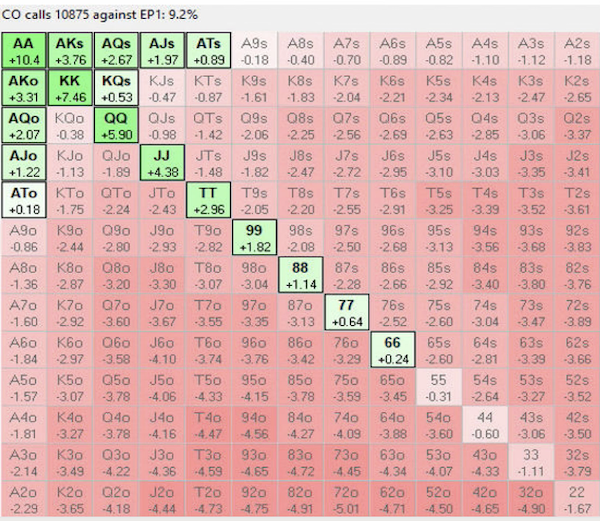 CO calls 10875 against EP1: 9.2%
AA AKs AQs AJs ATs A9s A8s A7s A6s A5s A4s A3s A2s
+10.4 +3.76 +2.67 +1.97 +0.89 -0.18 -0.40 -0.70 -0.89 -0.82 -1.10 -1.12 -1.18
AKo KK KQs KJs KTs K9s K8s K7s K6s K5s K4s K3s K2s
+3.31 +7.46 +0.53 -0.47 -0.87 -1.61 -1.83 -2.04 -2.21 -2.34 -2.13 -2.47 -2.65
AQo KQo QQ QJs QTs Q9s Q8s Q7s Q6s Q5s Q4s Q3s Q2s
+2.07 -0.38 +5.90 -0.98 -1.42 -2.06 -2.25 -2.56 -2.69 -2.63 -2.85 -3.06 -3.37
AJo KJo QJo JJ JTs J9s J8s J7s J6s J5s J4s J3s J2s
+1.22 -1.13 -1.89 +4.38 -1.48 -1.82 -2.47 -2.72 -2.95 -3.10 -3.03 -3.35 -3.41
ATo KTo QTo JTo TT T9s T8s T7s T6s T5s T4s T3s T2s
+0.18 -1.75 -2.24 -2.43 +2.96 -2.05 -2.20 -2.55 -2.91 -3.25 -3.39 -3.52 -3.61
A9o K9o Q9o J9o T9o 99 98s 97s 96s 95s 94s 93s 92s
-0.86 -2.44 -2.80 -2.93 -2.82 +1.82 -2.08 -2.50 -2.68 -3.13 -3.56 -3.68 -3.83
A8o K8o Q8o J8o T8o 98o 88 87s 86s 85s 84s 83s 82s
-1.36 -2.87 -3.20 -3.30 -3.07 -3.04 +1.14 -2.28 -2.66 -2.92 -3.40 -3.80 -3.76
A7o K7o Q7o J7o T7o 97o 87o 77 76s 75s 74s 73s 72s
-1.60 -2.92 -3.60 -3.67 -3.55 -3.35 -3.13 +0.64 -2.52 -2.60 -3.04 -3.47 -3.89
A6o K6o Q6o J6o T6o 96o 86o 76o 66 65s 64s 63s 62s
-1.84 -2.97 -3.58 -4.10 -3.74 -3.76 -3.42 -3.29 +0.24 -2.60 -2.81 -3.39 -3.66
A5o K5o Q5o J5o T5o 95o 85o 75o 65o 55 54s 53s 52s
-1.57 -3.07 -3.78 -4.06 -4.33 -4.15 -3.78 -3.59 -3.45 -0.31 -2.64 -3.27 -3.52
A4o K4o Q4o J4o T4o 94o 84o 74o 64o 54o 44 43s 42s
-1.81 -3.27 -3.78 -4.16 -4.47 -4.56 -4.27 -4.09 -3.88 -3.60 -0.60 -3.06 -3.50
A3o K3o Q3o J3o T3o 93o 83o 73o 63o 53o 43o 33 32s
-2.14 -3.49 -4.22 -4.36 -4.59 -4.65 -4.72 -4.45 -4.34 -4.07 -4.33 -1.11 -3.79
A2o K2o Q2o J2o T2o 92o 82o 72o 62o 52o 42o 32o 22
-2.29 -3.65 -4.18 -4.44 -4.73 -4.75 -4.91 -5.01 -4.71 -4.50 -4.65 -4.90 -1.67